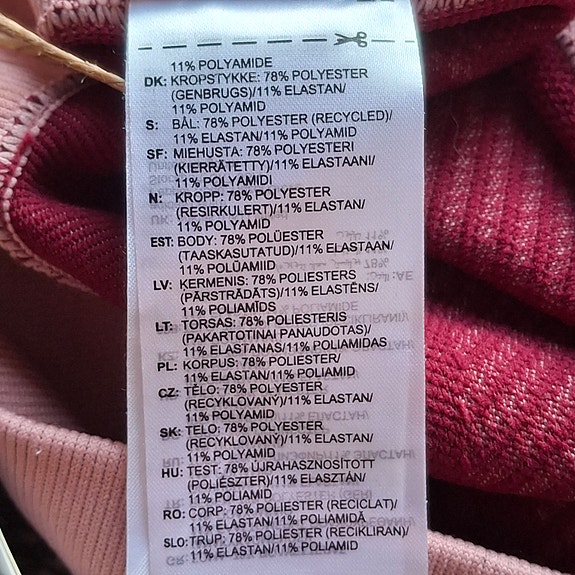 11% POLYAMIDE
DK: KROPSTYKKE: 78% POLYESTER
(GENBRUGS)/11% ELASTAN/
11% POLYAMID
S: BÅL: 78% POLYESTER (RECYCLED)/
11% ELASTAN/11% POLYAMID
SF: MIEHUSTA: 78% POLYESTERI
(KIERRÄTETTY)/11% ELASTAANI/
11% POLYAMIDI
N: KROPP: 78% POLYESTER
(RESIRKULERT)/11% ELASTAN/
11% POLYAMID
EST: BODY: 78% POLÜESTER
(TAASKASUTATUD)/11% ELASTAAN/
11% POLÜAMIID
LV: KERMENIS: 78% POLIESTERS
(PĀRSTRĀDĀTS)/11% ELASTĒNS/
11% POLIAMĪDS
LT: TORSAS: 78% POLIESTERIS
(PAKARTOTINAI PANAUDOTAS)/
11% ELASTANAS/11% POLIAMIDAS
PL: KORPUS: 78% POLIESTER/
11% ELASTAN/11% POLIAMID
CZ: TĚLO: 78% POLYESTER
(RECYKLOVANÝ)/11% ELASTAN/
11% POLYAMID
SK: TELO: 78% POLYESTER
(RECYKLOVANÝ)/11% ELASTAN/
11% POLYAMID
HU: TEST: 78% ÚJRAHASZNOSÍTOTT
(POLIÉSZTER)/11% ELASZTÁN/
11% POLIAMID
RO: CORP: 78% POLIESTER (RECICLAT)/
11% ELASTAN/11% POLIAMIDĂ
SLO: TRUP: 78% POLIESTER (RECIKLIRAN)/
11% ELASTAN/11% POLIAMID